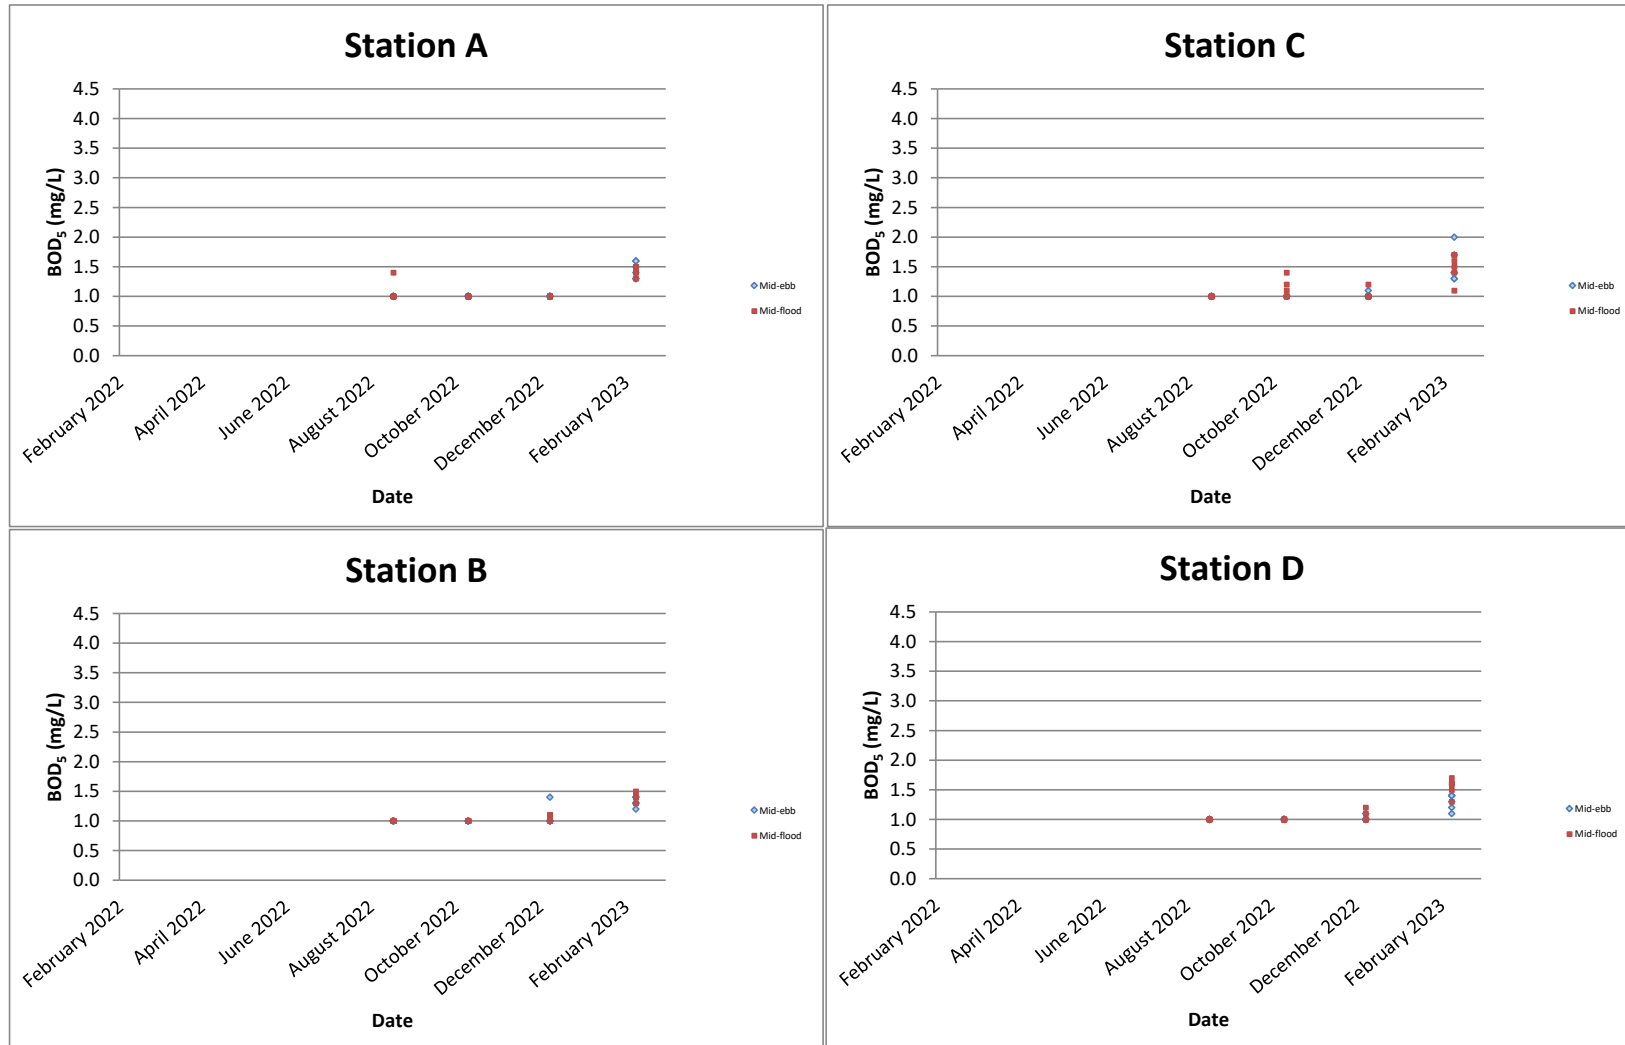 Station A
4.5
4.0
3.5
3.0
2.5
2.0
1.5
1.0
0.5
0.0
BOD5 (mg/L)
February 2022
April 2022
June 2022
August 2022
October 2022
December 2022
February 2023
Date
Mid-ebb
Mid-flood
Station C
4.5
4.0
3.5
3.0
2.5
2.0
1.5
1.0
0.5
0.0
BOD5 (mg/L)
February 2022
April 2022
June 2022
August 2022
October 2022
December 2022
February 2023
Date
Mid-ebb
Mid-flood
Station B
4.5
4.0
3.5
3.0
2.5
2.0
1.5
1.0
0.5
0.0
BOD5 (mg/L)
February 2022
April 2022
June 2022
August 2022
October 2022
December 2022
February 2023
Date
Mid-ebb
Mid-flood
Station D
4.5
4.0
3.5
3.0
2.5
2.0
1.5
1.0
0.5
0.0
BOD5 (mg/L)
February 2022
April 2022
June 2022
August 2022
October 2022
December 2022
February 2023
Date
Mid-ebb
Mid-flood